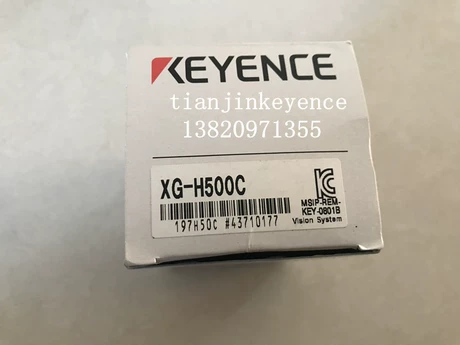 KEYENCE
tianjinkeyence
13820971355
XG-H500C
197H50C #43710177
MSIP-REM-
KEY-0801B
Vision System